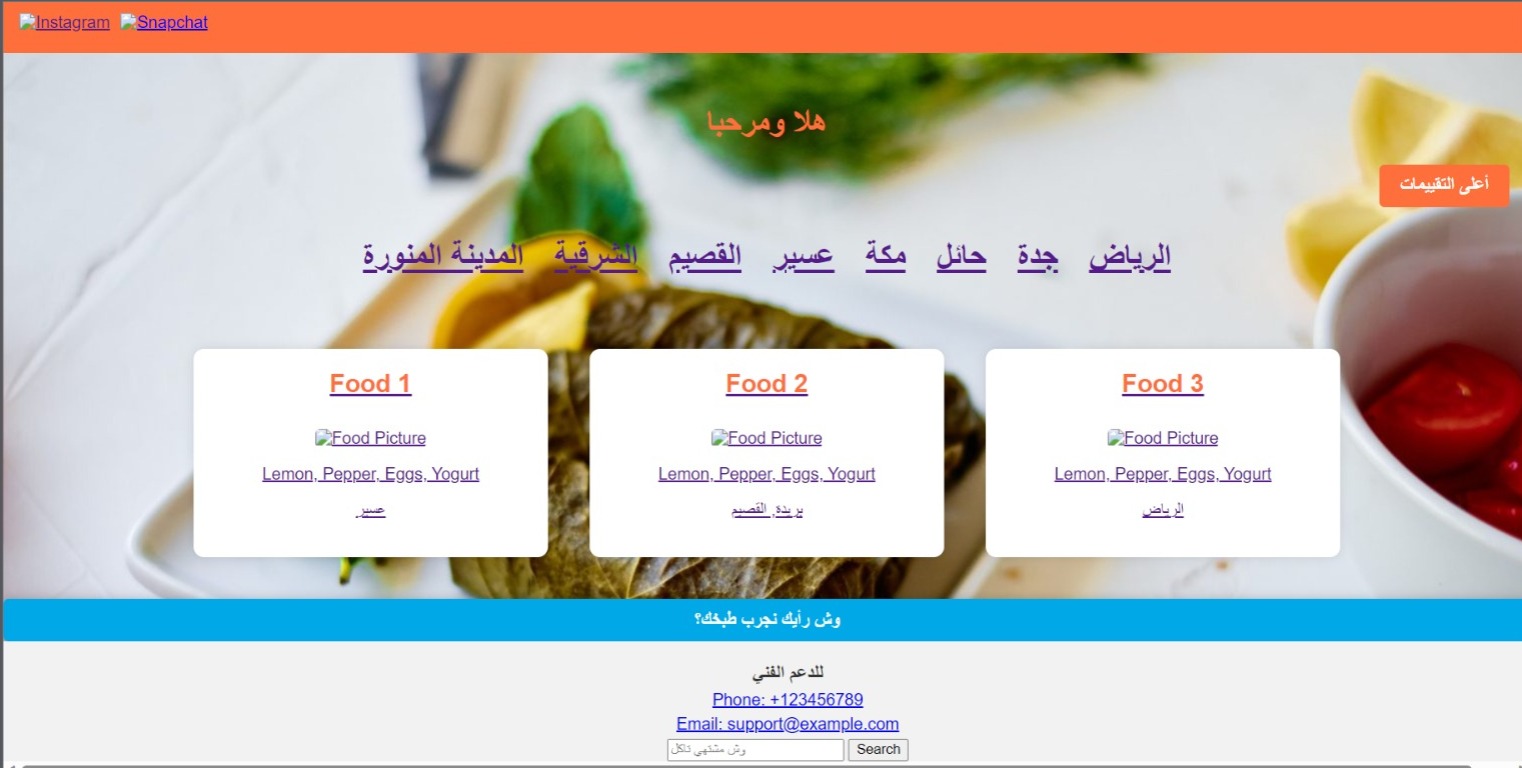 Instagram Snapchat
هلا ومرحبا
أعلى التقييمات
الرياض جدة حائل مكة عسير القصيم الشرقية المدينة المنورة
Food 1
Food Picture
Lemon, Pepper, Eggs, Yogurt
عسير
Food 2
Food Picture
Lemon, Pepper, Eggs, Yogurt
بريدة, القصيم
Food 3
Food Picture
Lemon, Pepper, Eggs, Yogurt
الرياض
وش رأيك نجرب طبخك؟
للدعم الفني
Phone: +123456789
Email: support@example.com
وش مشتهي تاكل Search